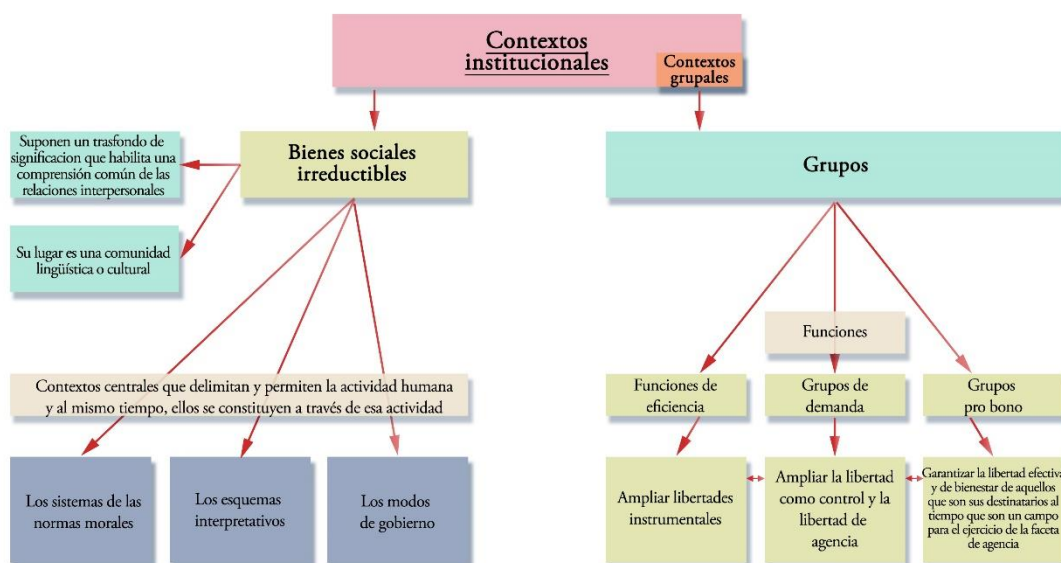 Contextos
institucionales
Contextos
grupales
Suponen un trasfondo de
significacion que habilita una
comprensión común de las
relaciones interpersonales
Bienes sociales
irreductibles
Grupos
Su lugar es una comunidad
lingüística o cultural
Funciones
Contextos centrales que delimitan y permiten la actividad humana
y al mismo tiempo, ellos se constituyen a través de esa actividad
Funciones de
eficiencia
Grupos de
demanda
Grupos
pro bono
Los sistemas de las
normas morales
Los esquemas
interpretativos
Los modos
de gobierno
Ampliar libertades
instrumentales
Ampliar la libertad
como control y la
libertad de
agencia
Garantizar la libertad efectiva
y de bienestar de aquellos
que son sus destinatarios al
tiempo que son un campo
para el ejercicio de la faceta
de agencia